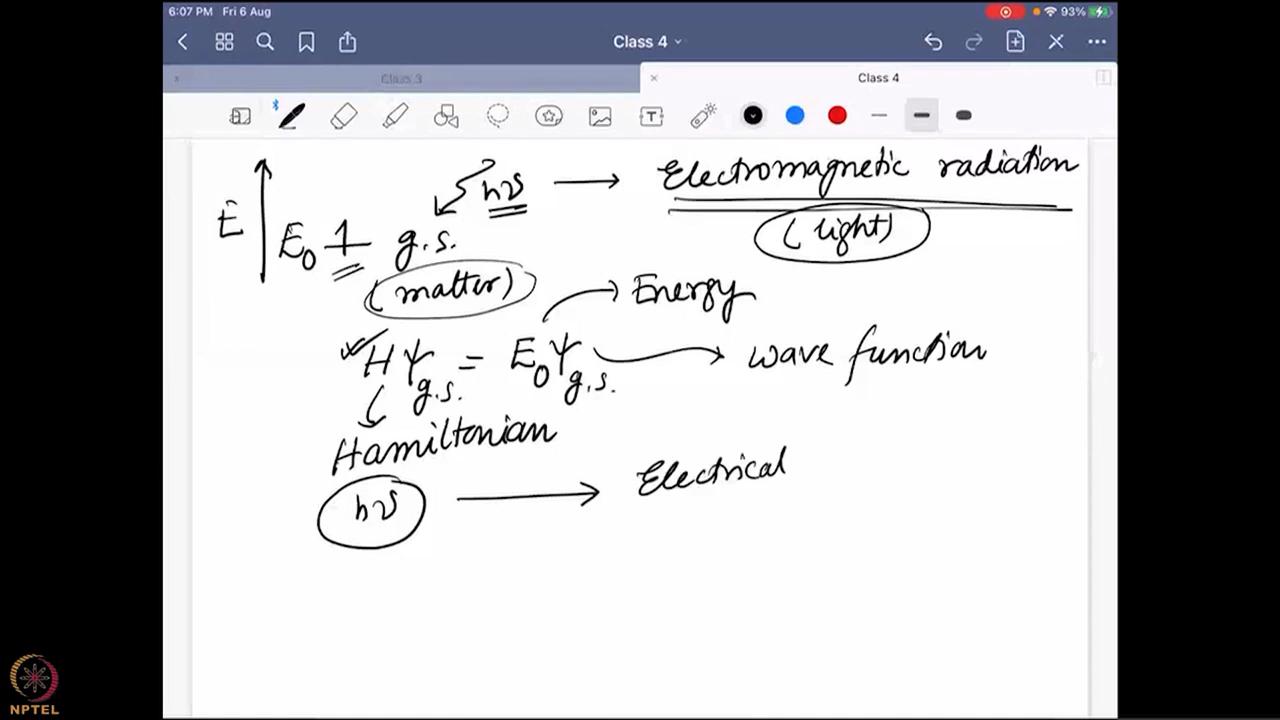 6:07 PM Fri 6 Aug
93%
Class 4
Class 3
Class 4
hν → Electromagnetic radiation
(light)
E
E₀ g.s.
(matter)
Energy
Hψg.s. = E₀ψg.s. → wave function
Hamiltonian
hν → Electrical
NPTEL